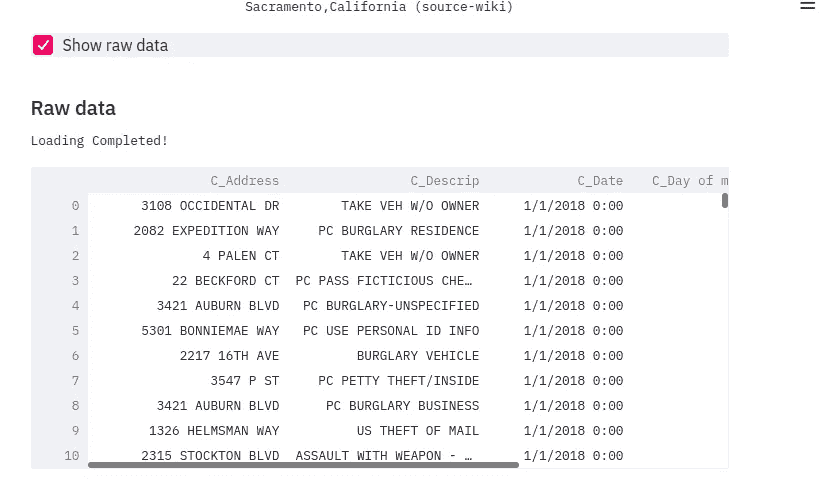 Sacramento,California (source-wiki)
Show raw data
Raw data
Loading Completed!
C_Address C_Descrip C_Date C_Day of m
0 3108 OCCIDENTAL DR TAKE VEH W/O OWNER 1/1/2018 0:00
1 2082 EXPEDITION WAY PC BURGLARY RESIDENCE 1/1/2018 0:00
2 4 PALEN CT TAKE VEH W/O OWNER 1/1/2018 0:00
3 22 BECKFORD CT PC PASS FICTICIOUS CHE… 1/1/2018 0:00
4 3421 AUBURN BLVD PC BURGLARY-UNSPECIFIED 1/1/2018 0:00
5 5301 BONNIEMAE WAY PC USE PERSONAL ID INFO 1/1/2018 0:00
6 2217 16TH AVE BURGLARY VEHICLE 1/1/2018 0:00
7 3547 P ST PC PETTY THEFT/INSIDE 1/1/2018 0:00
8 3421 AUBURN BLVD PC BURGLARY BUSINESS 1/1/2018 0:00
9 1326 HELMSMAN WAY US THEFT OF MAIL 1/1/2018 0:00
10 2315 STOCKTON BLVD ASSAULT WITH WEAPON - … 1/1/2018 0:00